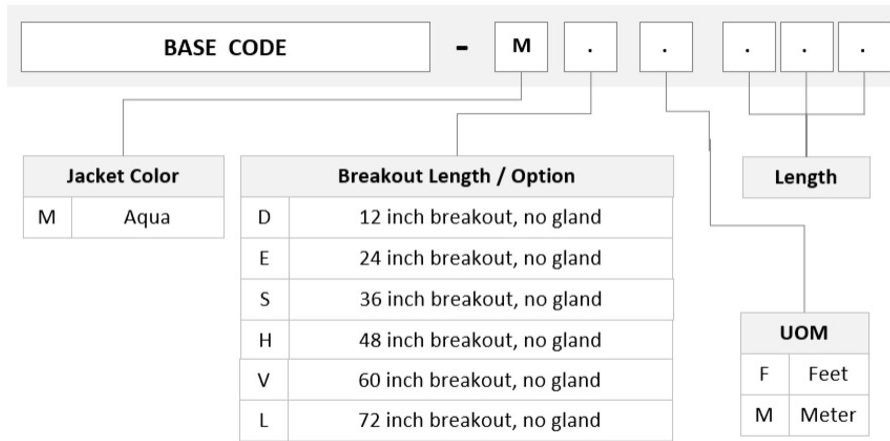 BASE CODE - M . . . . .
Jacket Color
M Aqua
Breakout Length / Option
D 12 inch breakout, no gland
E 24 inch breakout, no gland
S 36 inch breakout, no gland
H 48 inch breakout, no gland
V 60 inch breakout, no gland
L 72 inch breakout, no gland
Length
UOM
F Feet
M Meter